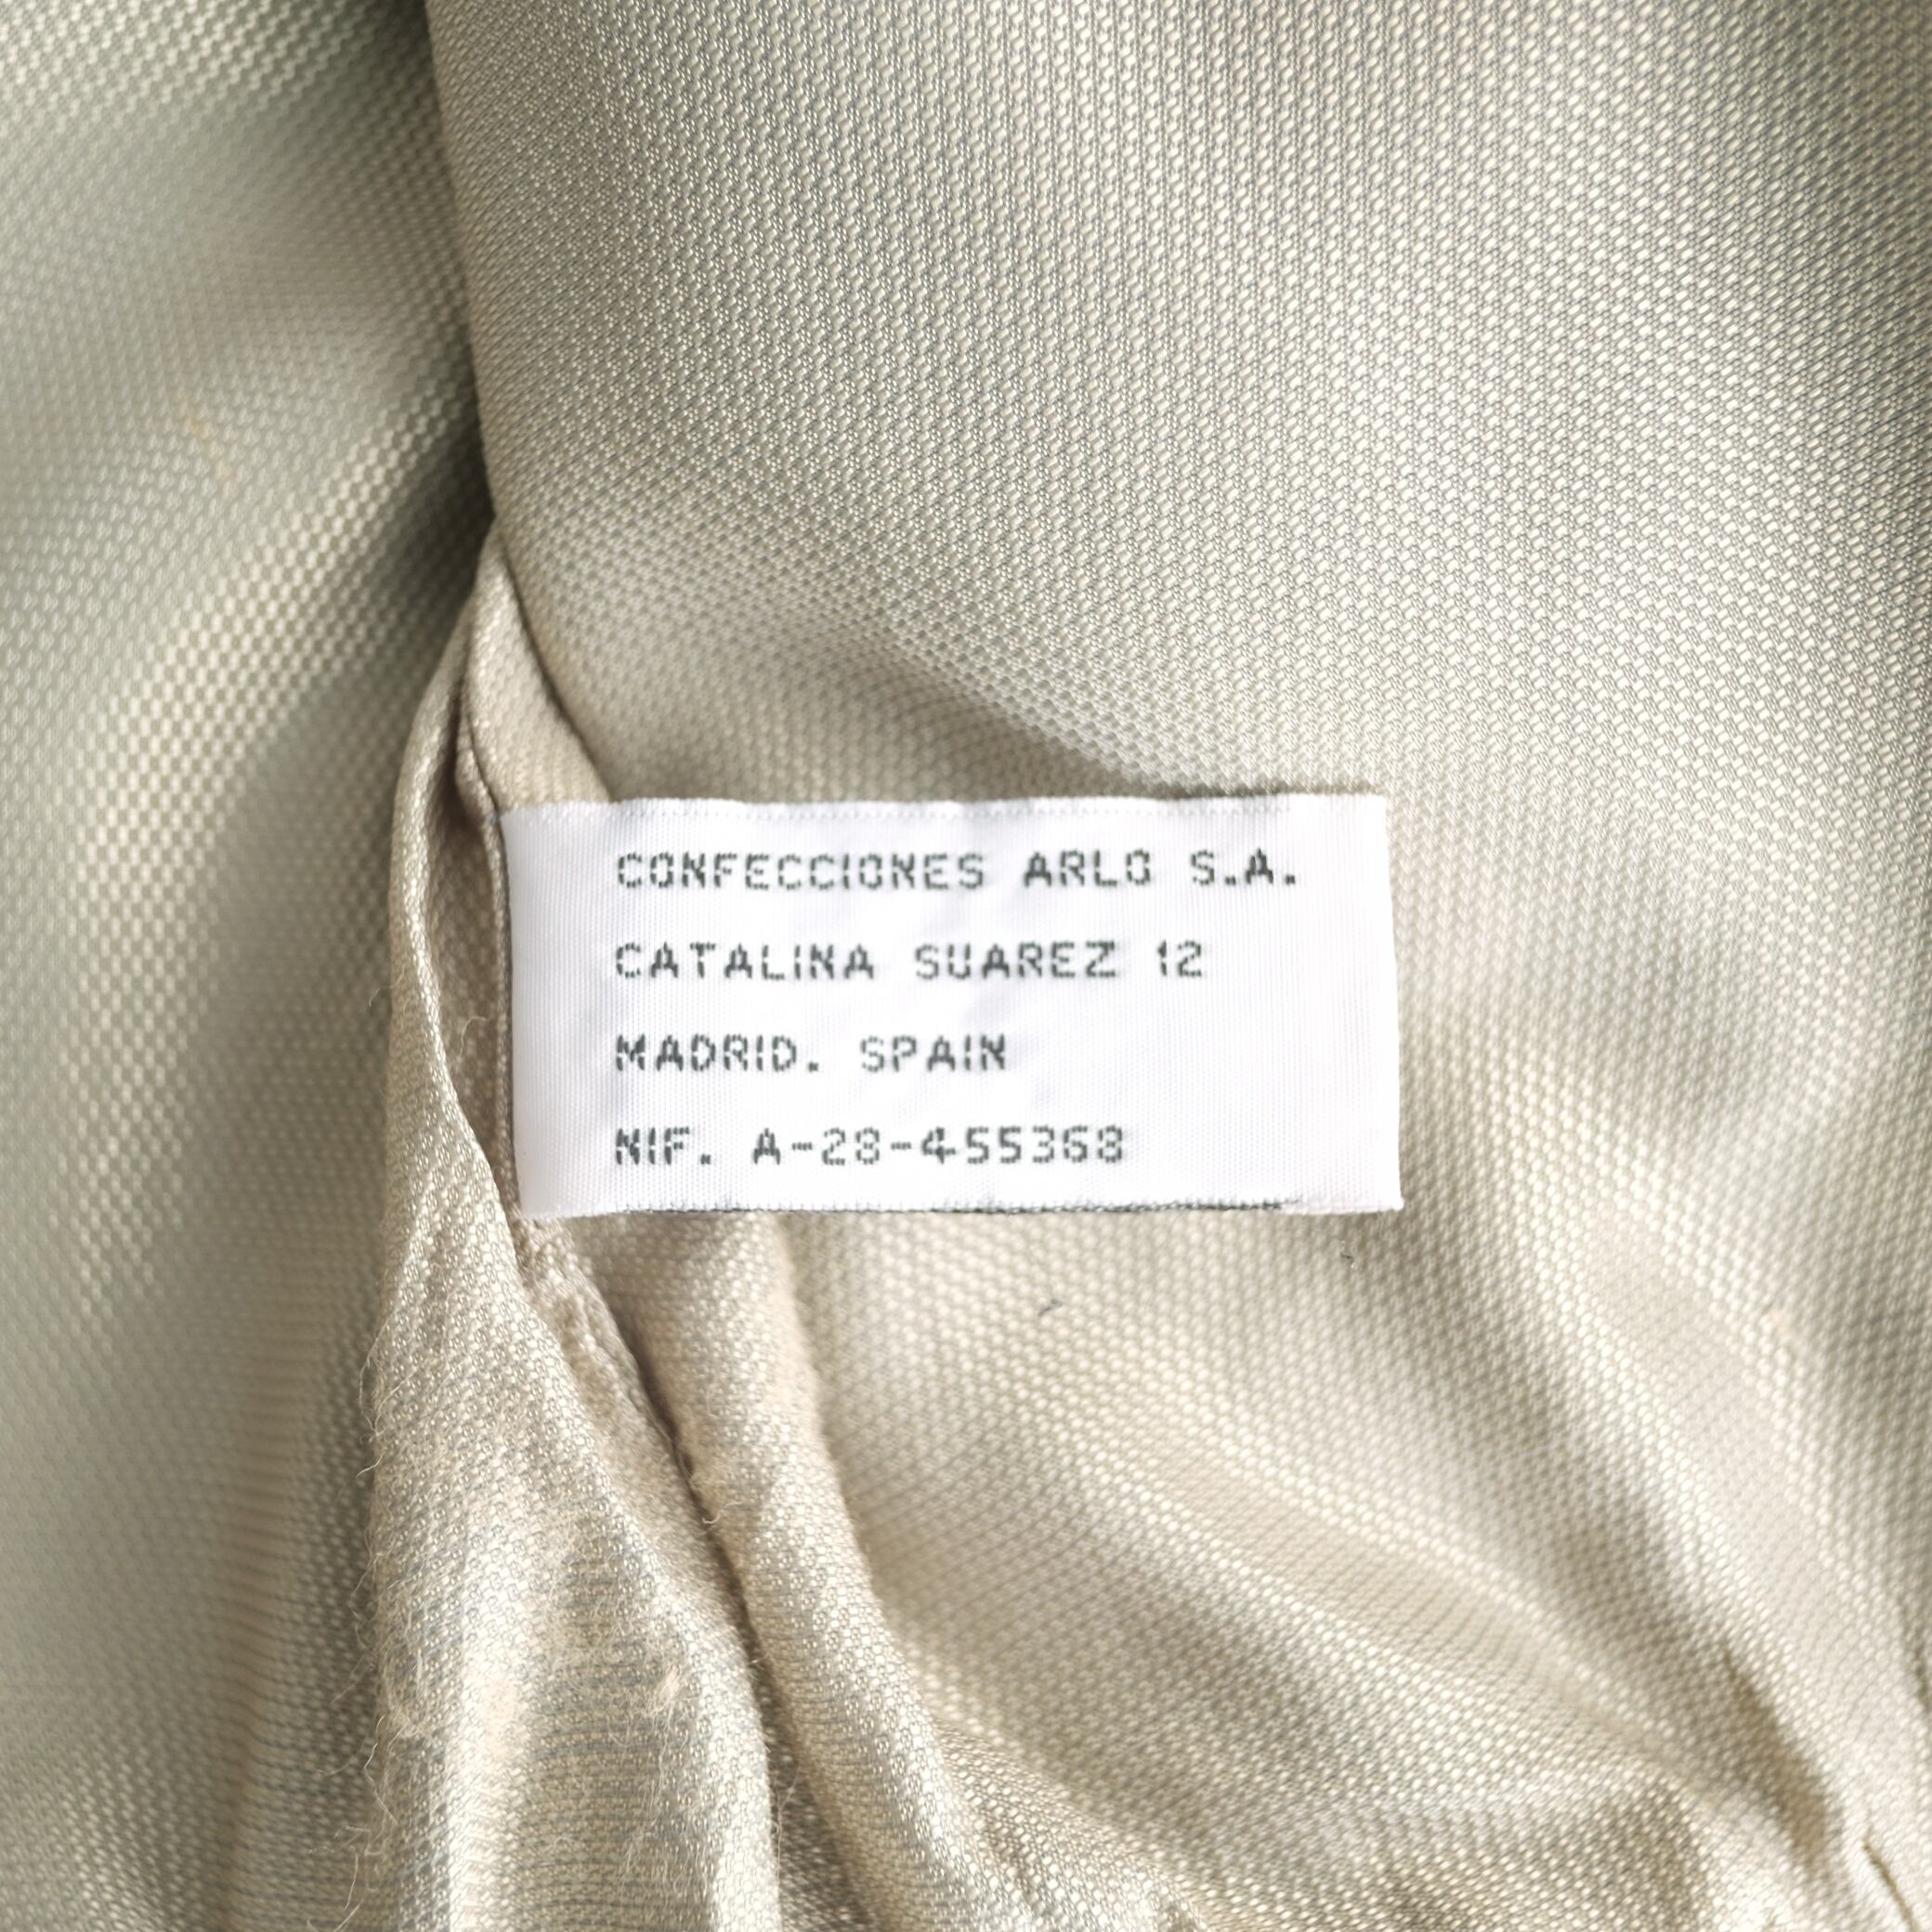 CONFECCIONES ARLO S.A.
CATALINA SUAREZ 12
MADRID. SPAIN
NIF. A-28-455368